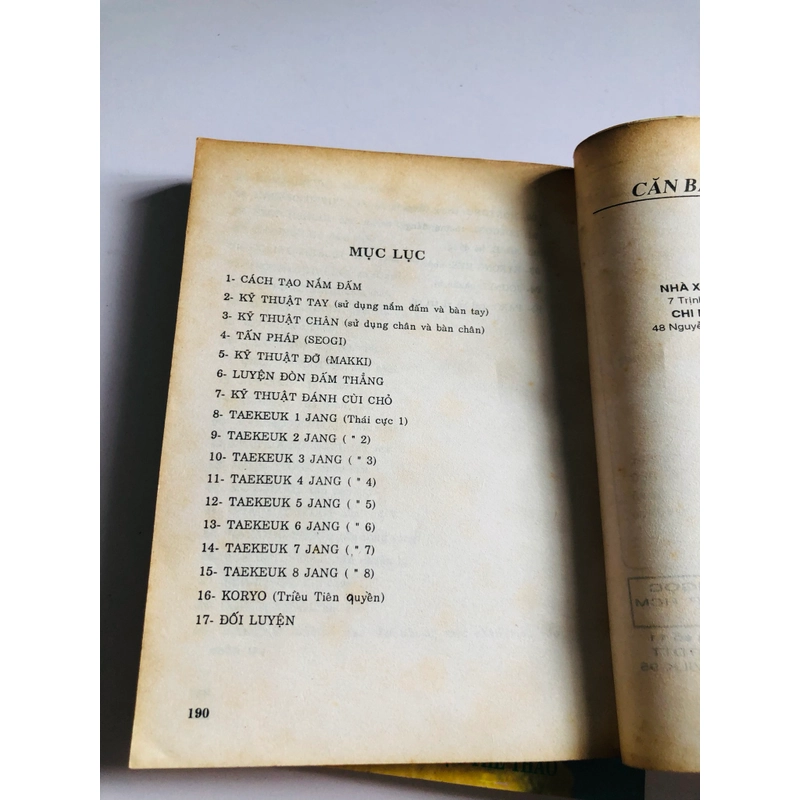 MỤC LỤC
1- CÁCH TẠO NẮM ĐẤM
2- KỸ THUẬT TAY (sử dụng nắm đấm và bàn tay)
3- KỸ THUẬT CHÂN (sử dụng chân và bàn chân)
4- TẤN PHÁP (SEOGI)
5- KỸ THUẬT ĐỠ (MAKKI)
6- LUYỆN ĐÒN ĐẤM THẲNG
7- KỸ THUẬT ĐÁNH CÙI CHỎ
8- TAEKEUK 1 JANG (Thái cực 1)
9- TAEKEUK 2 JANG ( " 2)
10- TAEKEUK 3 JANG ( " 3)
11- TAEKEUK 4 JANG ( " 4)
12- TAEKEUK 5 JANG ( " 5)
13- TAEKEUK 6 JANG ( " 6)
14- TAEKEUK 7 JANG ( " 7)
15- TAEKEUK 8 JANG ( " 8)
16- KORYO (Triều Tiên quyền)
17- ĐỐI LUYỆN
190
CĂN
NHÀ
7 Trịnh
CHI
48 Nguyễ
THỂ THAO